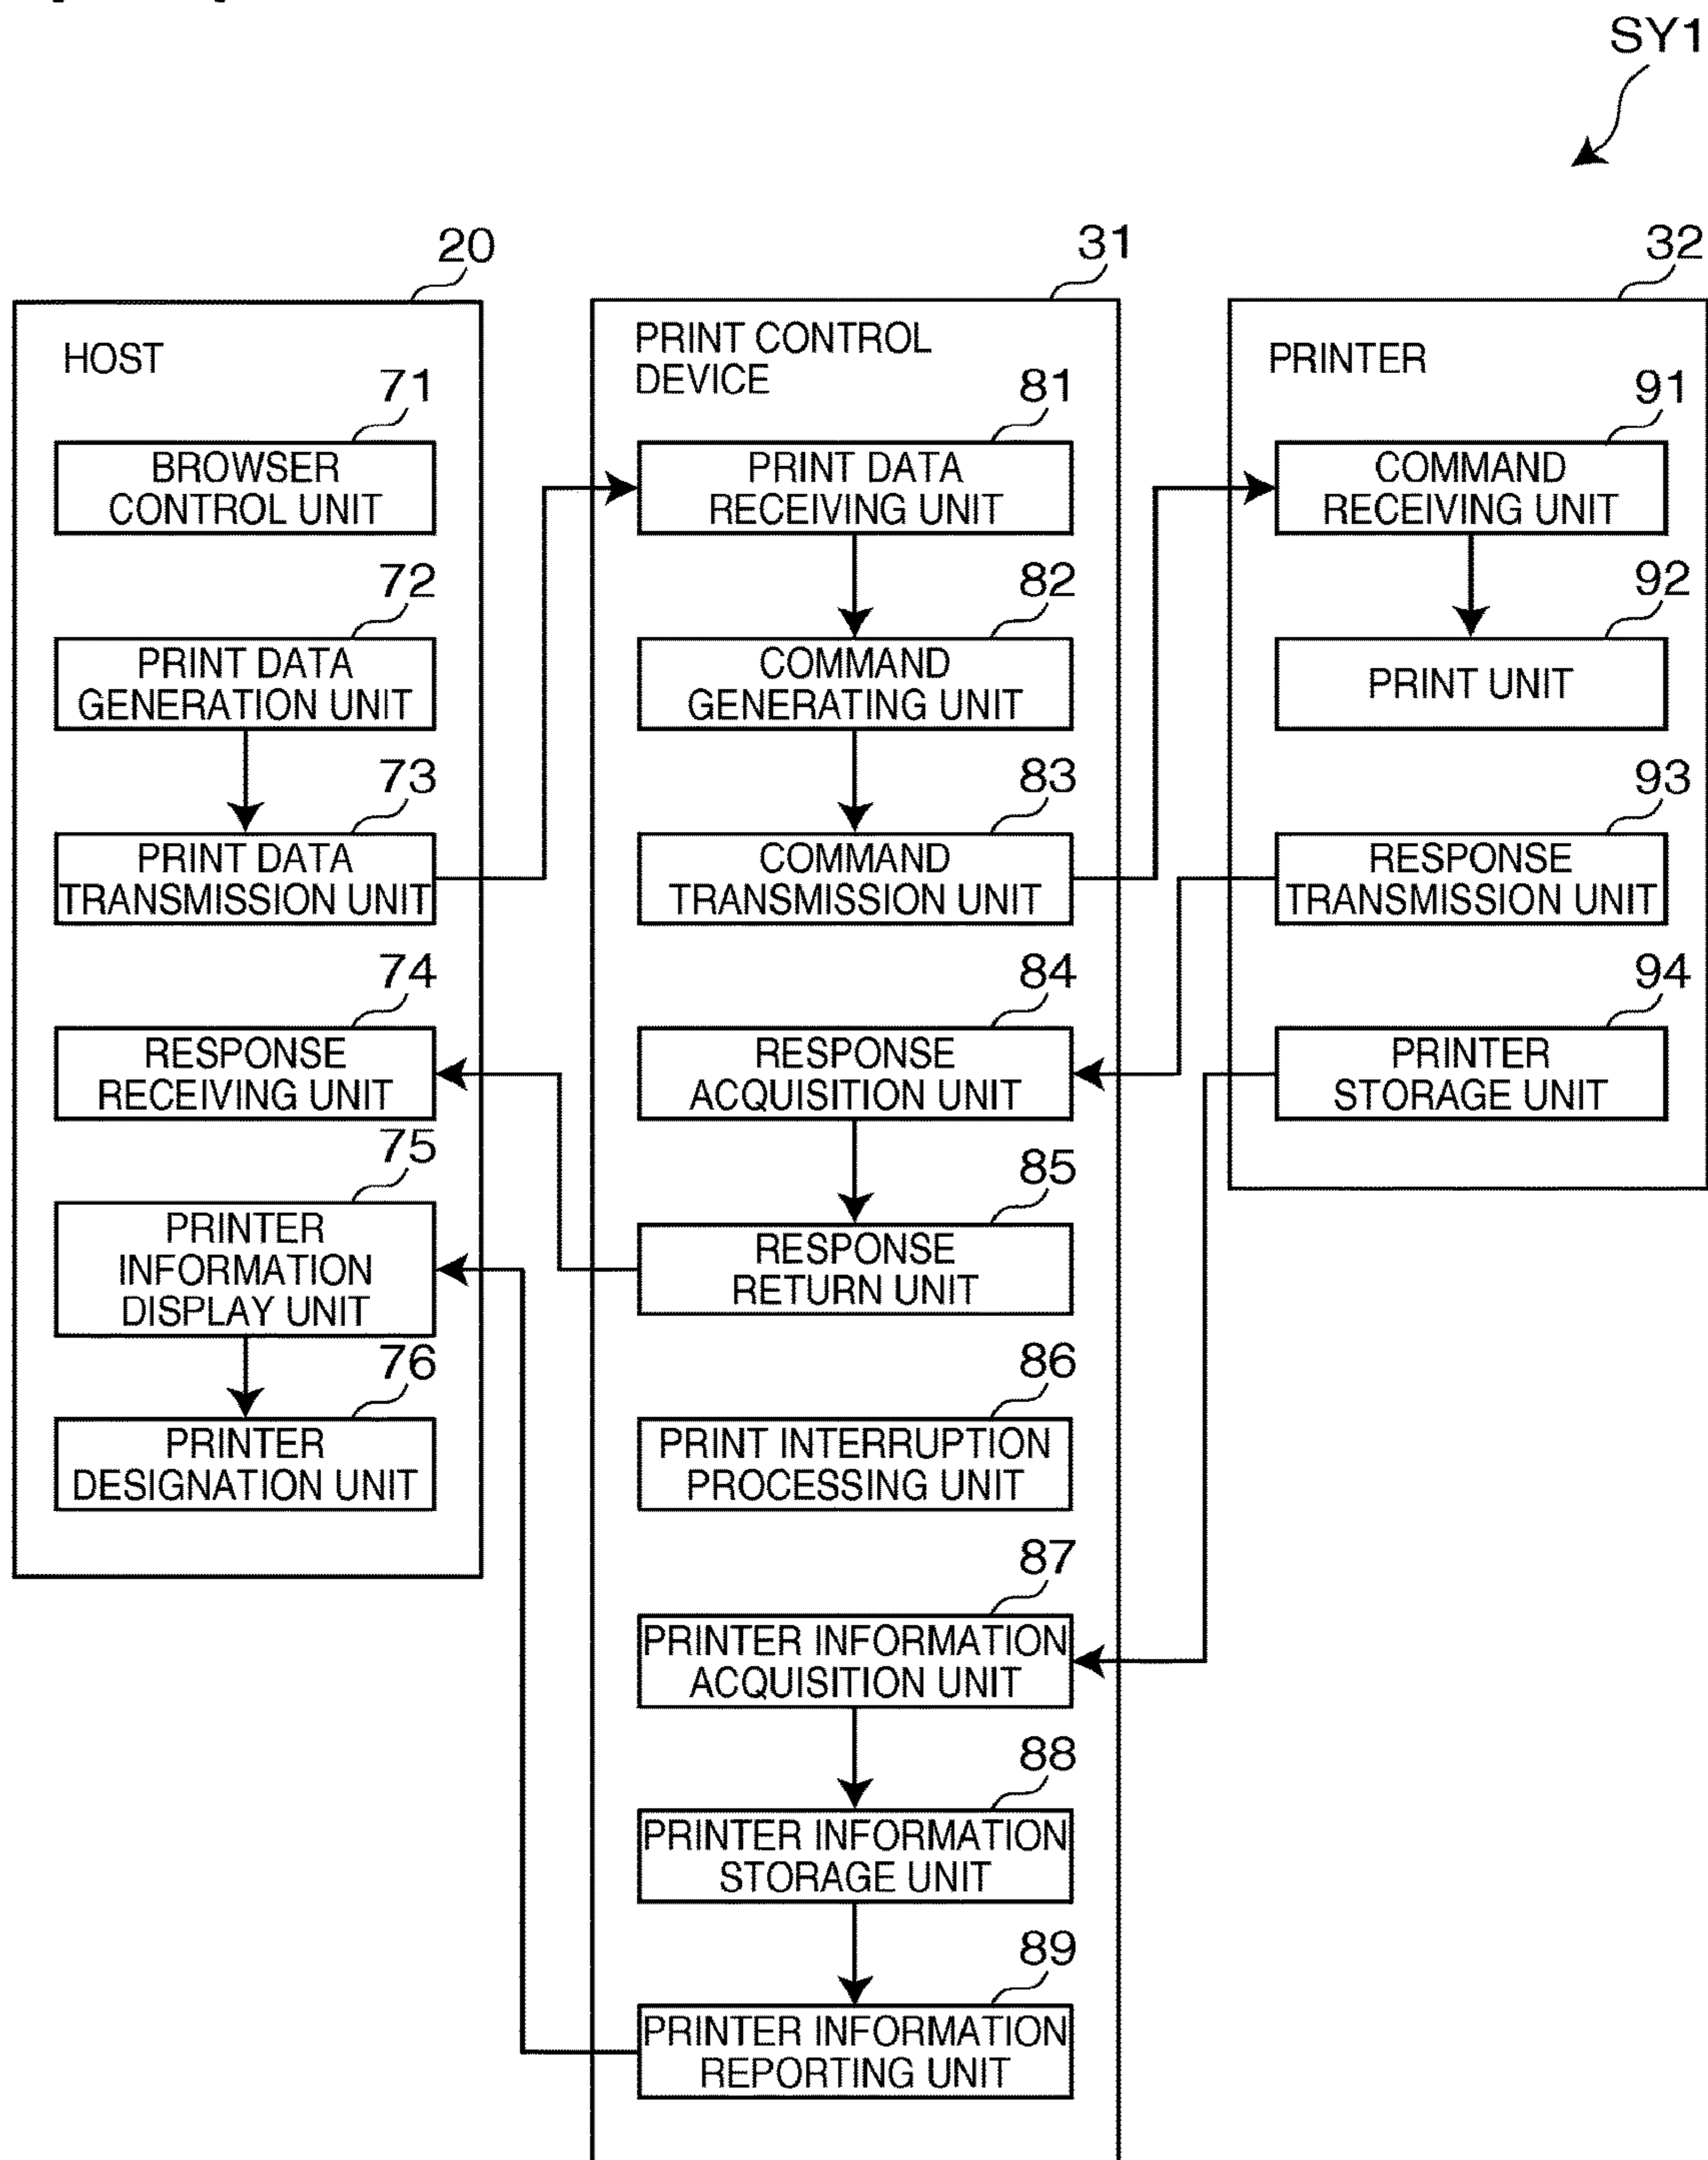 SY1
20
HOST
71
BROWSER
CONTROL UNIT
72
PRINT DATA
GENERATION UNIT
73
PRINT DATA
TRANSMISSION UNIT
74
RESPONSE
RECEIVING UNIT
75
PRINTER
INFORMATION
DISPLAY UNIT
76
PRINTER
DESIGNATION UNIT
31
PRINT CONTROL
DEVICE
81
PRINT DATA
RECEIVING UNIT
82
COMMAND
GENERATING UNIT
83
COMMAND
TRANSMISSION UNIT
84
RESPONSE
ACQUISITION UNIT
85
RESPONSE
RETURN UNIT
86
PRINT INTERRUPTION
PROCESSING UNIT
87
PRINTER INFORMATION
ACQUISITION UNIT
88
PRINTER INFORMATION
STORAGE UNIT
89
PRINTER INFORMATION
REPORTING UNIT
32
PRINTER
91
COMMAND
RECEIVING UNIT
92
PRINT UNIT
93
RESPONSE
TRANSMISSION UNIT
94
PRINTER
STORAGE UNIT